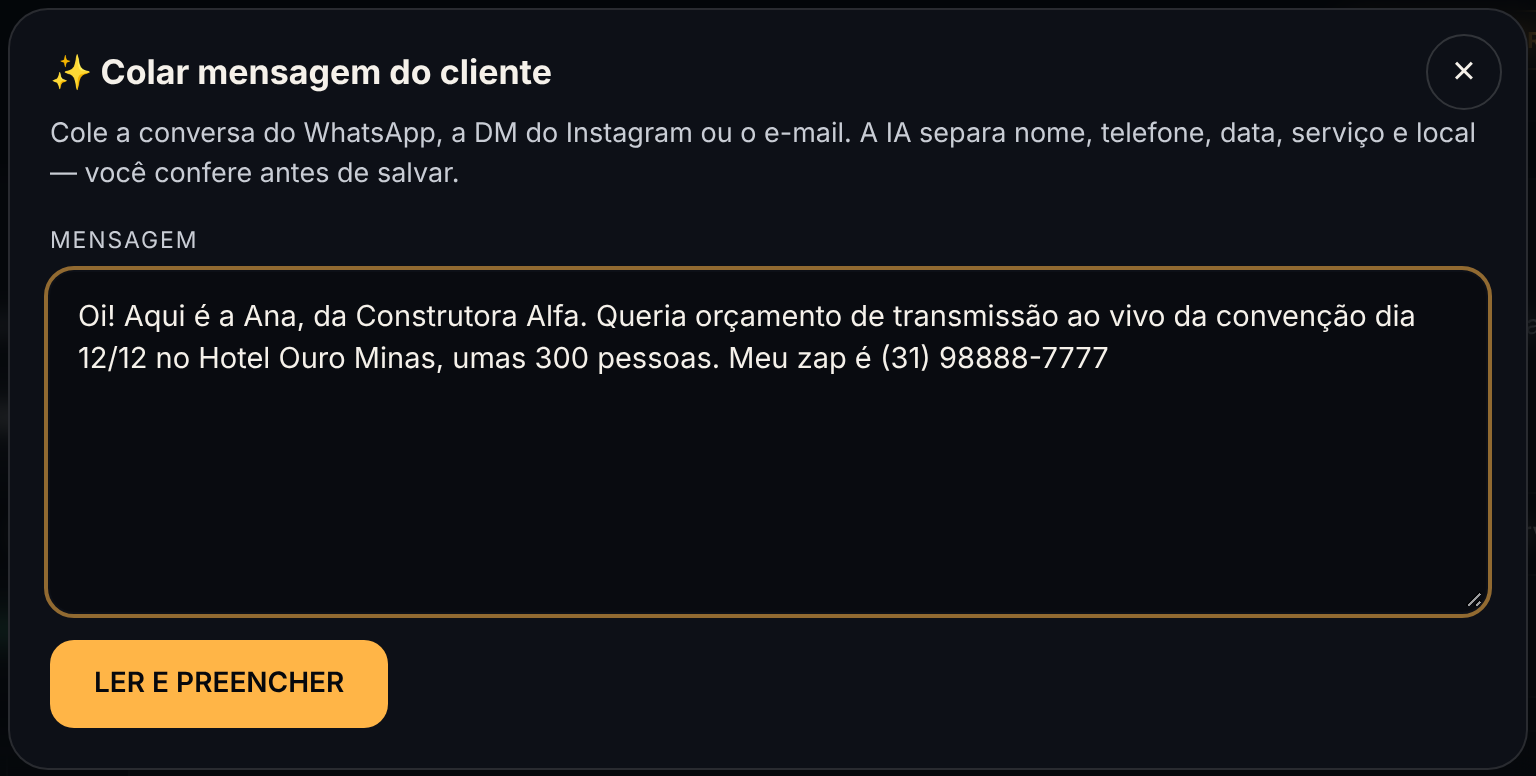 ✨ Colar mensagem do cliente
✕
Cole a conversa do WhatsApp, a DM do Instagram ou o e-mail. A IA separa nome, telefone, data, serviço e local
— você confere antes de salvar.
MENSAGEM
Oi! Aqui é a Ana, da Construtora Alfa. Queria orçamento de transmissão ao vivo da convenção dia
12/12 no Hotel Ouro Minas, umas 300 pessoas. Meu zap é (31) 98888-7777
LER E PREENCHER